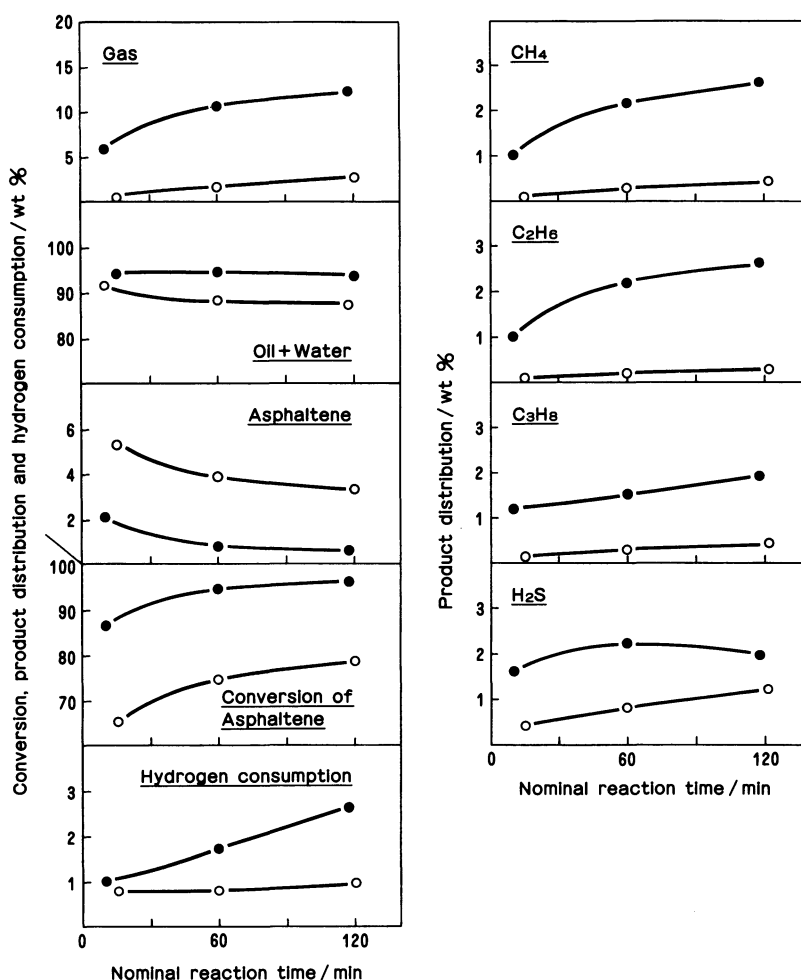 Conversion, product distribution and hydrogen consumption / wt %
Gas
20
15
10
5
Oil + Water
100
90
80
Asphaltene
6
4
2
Conversion of
Asphaltene
100
90
80
70
Hydrogen consumption
3
2
1
0
60
120
Nominal reaction time / min
Product distribution / wt %
CH4
3
2
1
C2H6
3
2
1
C3H8
3
2
1
H2S
3
2
1
0
60
120
Nominal reaction time / min